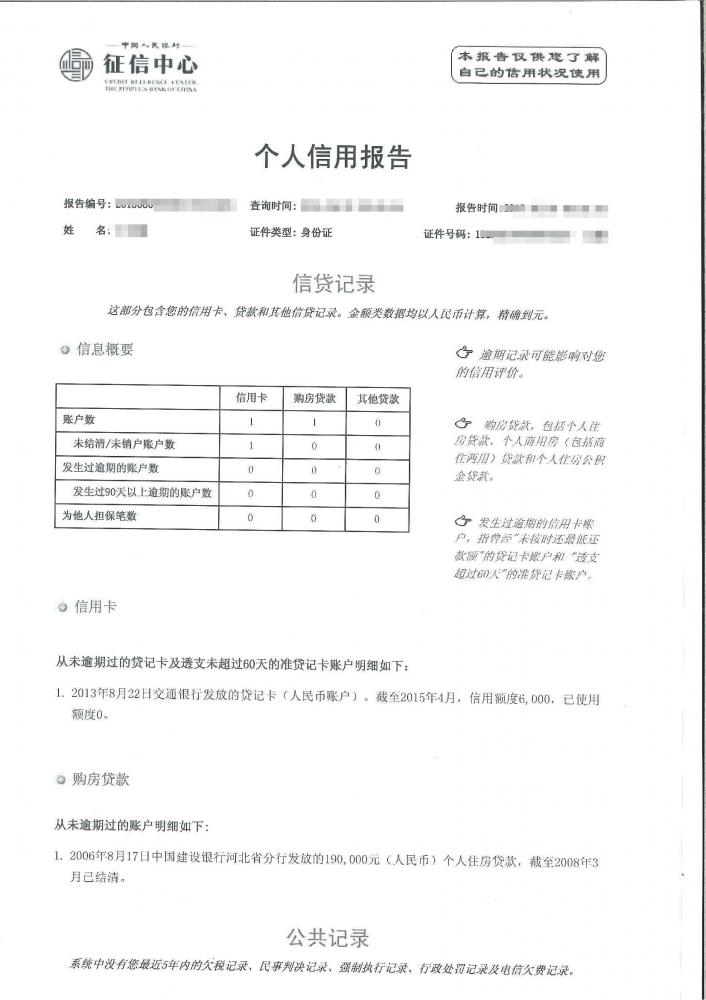 中国人民银行
征信中心
CREDIT REFERENCE CENTER,
THE PEOPLE'S BANK OF CHINA
本报告仅供您了解
自己的信用状况使用
个人信用报告
报告编号: 查询时间: 报告时间:
姓 名: 证件类型: 身份证 证件号码:
信贷记录
这部分包含您的信用卡、贷款和其他信贷记录。金额类数据均以人民币计算,精确到元。
信息概要
逾期记录可能影响对您
的信用评价。
信用卡 购房贷款 其他贷款
账户数 1 1 0
未结清/未销户账户数 1 0 0
发生过逾期的账户数 0 0 0
发生过90天以上逾期的账户数 0 0 0
为他人担保笔数 0 0 0
购房贷款,包括个人住
房贷款、个人商用房(包括商
住两用)贷款和个人住房公积
金贷款。
发生过逾期的信用卡账
户,指曾经"未按时还最低还
款额"的贷记卡账户和"透支
超过60天"的准贷记卡账户。
信用卡
从未逾期过的贷记卡及透支未超过60天的准贷记卡账户明细如下:
1. 2013年8月22日交通银行发放的贷记卡(人民币账户)。截至2015年4月,信用额度6,000,已使用
额度0。
购房贷款
从未逾期过的账户明细如下:
1. 2006年8月17日中国建设银行河北省分行发放的190,000元(人民币)个人住房贷款,截至2008年3
月已结清。
公共记录
系统中没有您最近5年内的欠税记录、民事判决记录、强制执行记录、行政处罚记录及电信欠费记录。